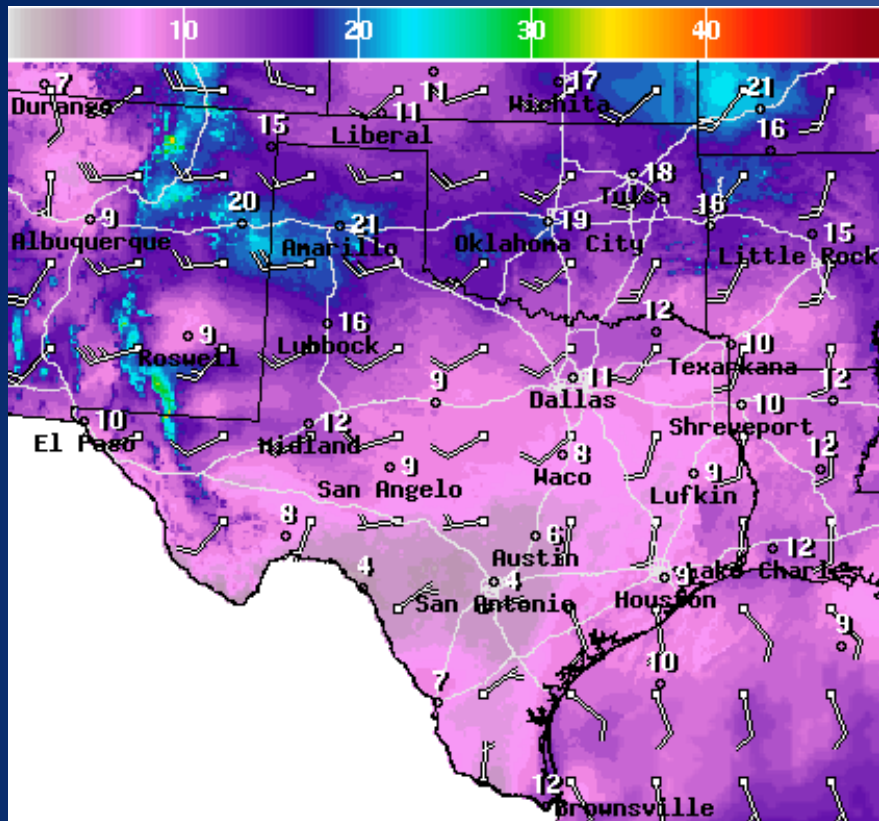 10 20 30 40
7 11 17 21
Durango Wichita
11
Liberal
15 16
18
Tulsa
9 20 21 19 16 15
Albuquerque Amarillo Oklahoma City Little Rock
9 16 12 10
Roswell Lubbock Texarkana
9 11 12
Dallas
10 12 10
El Paso Midland Shreveport
9 8 9 12
San Angelo Waco Lufkin
8 6 12
Austin
4 4 9 Lake Charles
San Antonio Houston
9
7 10
12
Brownsville